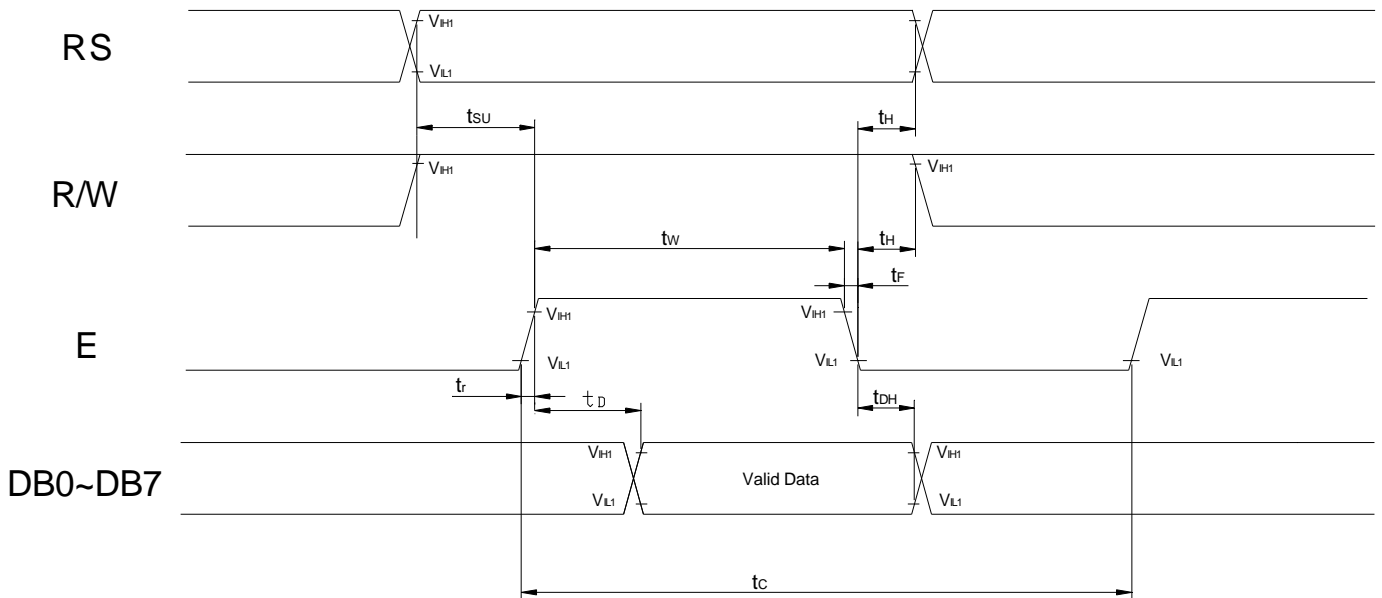 RS
VIH1
VIL1
tSU
tH
R/W
VIH1
VIH1
tW
tH
tF
E
VIH1
VIH1
VIL1
VIL1
VIL1
tr
tD
tDH
DB0~DB7
VIH1
Valid Data
VIH1
VIL1
VIL1
tC